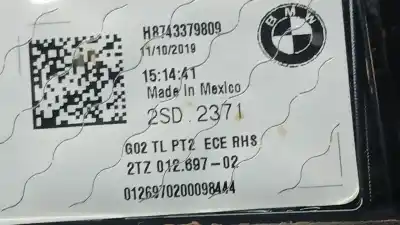 H8743379809
11/10/2019
BMW
15:14:41
Made in Mexico
2SD.2371
G02 TL PT2 ECE RHS
2TZ 012.697-02
0126970200098444